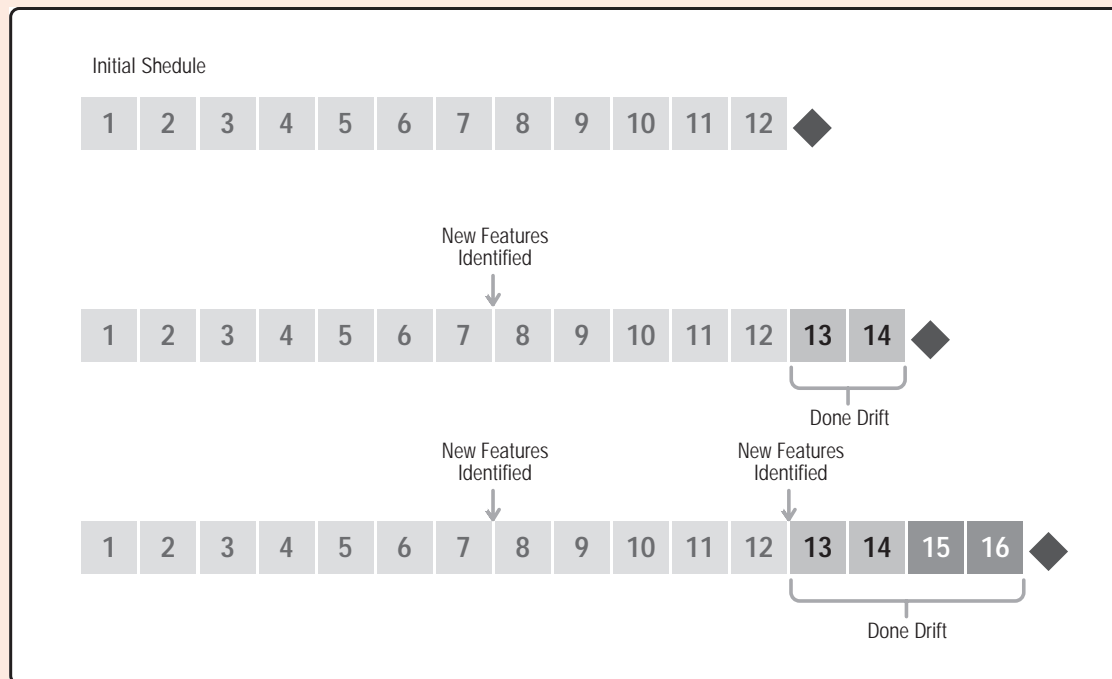 Initial Shedule
1 2 3 4 5 6 7 8 9 10 11 12
New Features
Identified
1 2 3 4 5 6 7 8 9 10 11 12 13 14
Done Drift
New Features
Identified
New Features
Identified
1 2 3 4 5 6 7 8 9 10 11 12 13 14 15 16
Done Drift